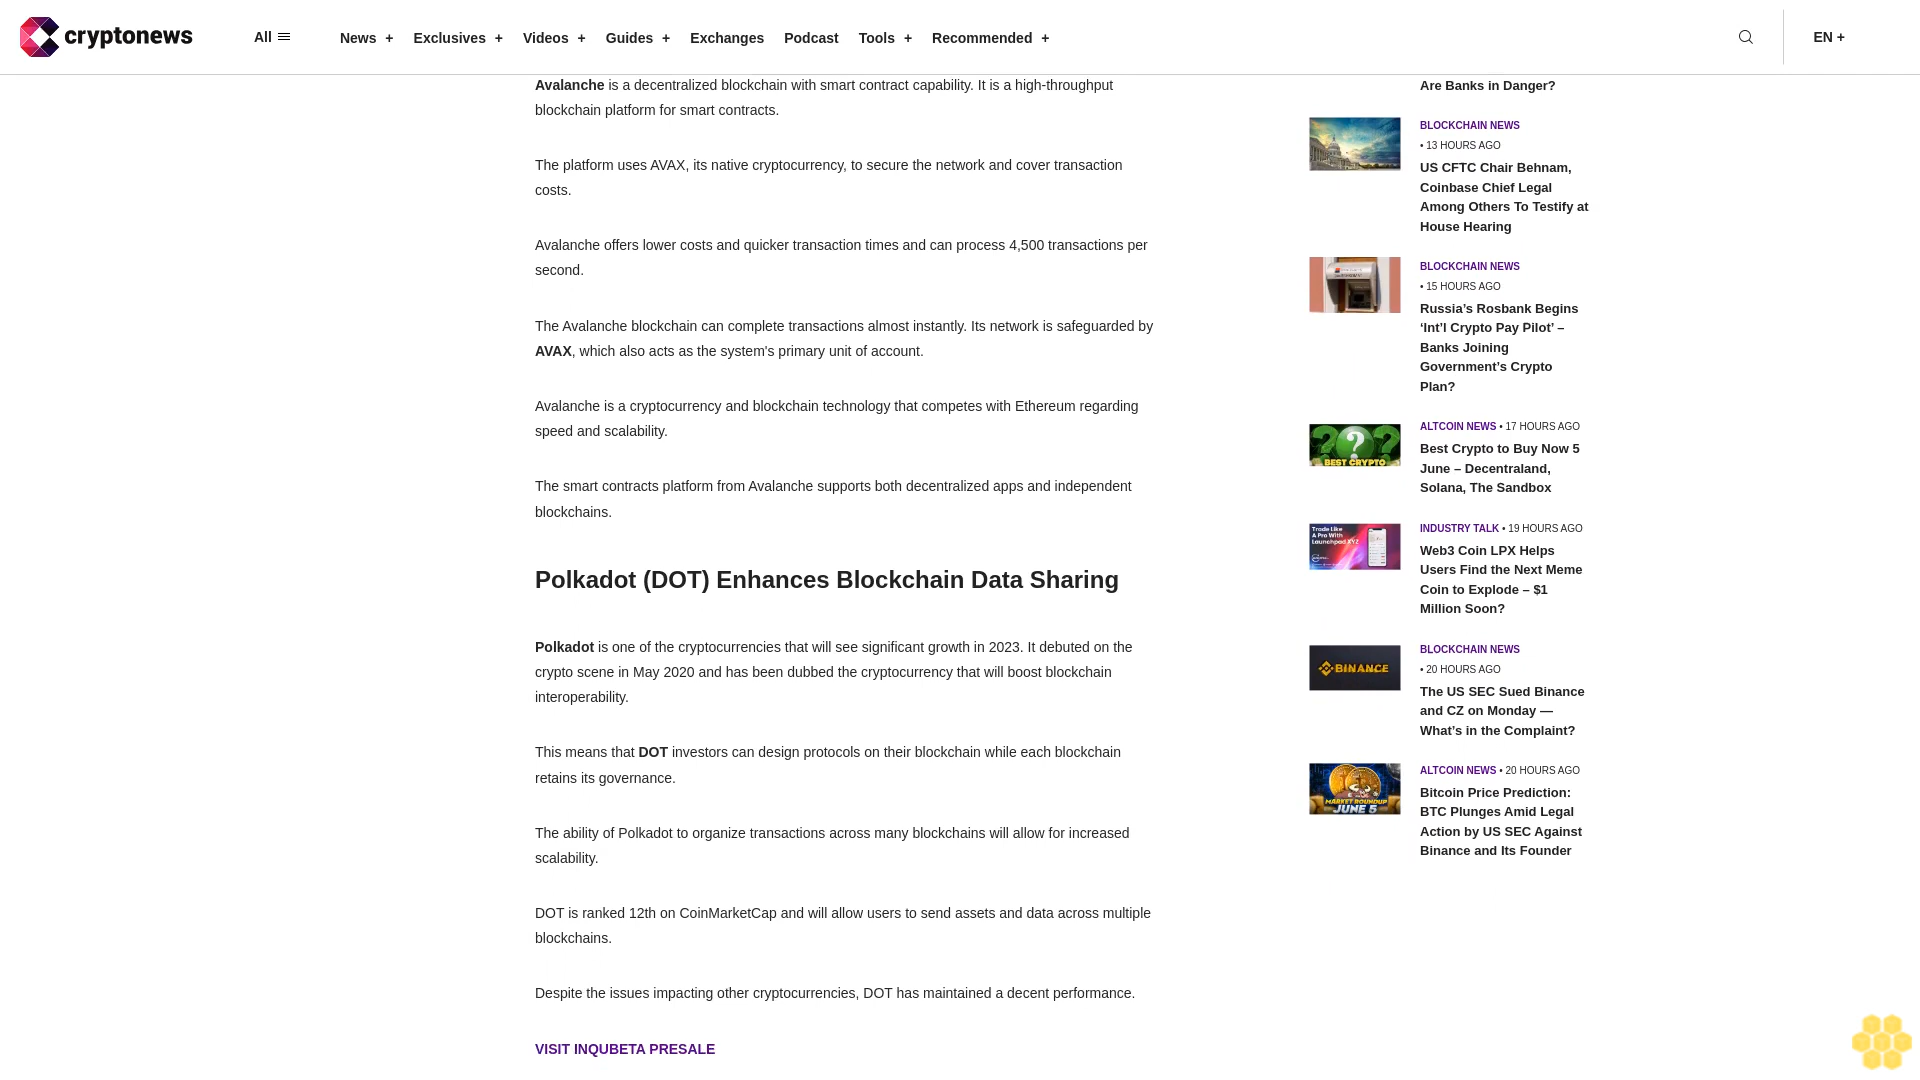 cryptonews
All
News +
Exclusives +
Videos +
Guides +
Exchanges
Podcast
Tools +
Recommended +
EN +
Avalanche is a decentralized blockchain with smart contract capability. It is a high-throughput
blockchain platform for smart contracts.
The platform uses AVAX, its native cryptocurrency, to secure the network and cover transaction
costs.
Avalanche offers lower costs and quicker transaction times and can process 4,500 transactions per
second.
The Avalanche blockchain can complete transactions almost instantly. Its network is safeguarded by
AVAX, which also acts as the system's primary unit of account.
Avalanche is a cryptocurrency and blockchain technology that competes with Ethereum regarding
speed and scalability.
The smart contracts platform from Avalanche supports both decentralized apps and independent
blockchains.
Polkadot (DOT) Enhances Blockchain Data Sharing
Polkadot is one of the cryptocurrencies that will see significant growth in 2023. It debuted on the
crypto scene in May 2020 and has been dubbed the cryptocurrency that will boost blockchain
interoperability.
This means that DOT investors can design protocols on their blockchain while each blockchain
retains its governance.
The ability of Polkadot to organize transactions across many blockchains will allow for increased
scalability.
DOT is ranked 12th on CoinMarketCap and will allow users to send assets and data across multiple
blockchains.
Despite the issues impacting other cryptocurrencies, DOT has maintained a decent performance.
VISIT INQUBETA PRESALE
Are Banks in Danger?
BLOCKCHAIN NEWS
• 13 HOURS AGO
US CFTC Chair Behnam,
Coinbase Chief Legal
Among Others To Testify at
House Hearing
BLOCKCHAIN NEWS
• 15 HOURS AGO
Russia’s Rosbank Begins
‘Int’l Crypto Pay Pilot’ –
Banks Joining
Government’s Crypto
Plan?
BEST CRYPTO
ALTCOIN NEWS • 17 HOURS AGO
Best Crypto to Buy Now 5
June – Decentraland,
Solana, The Sandbox
Trade Like
A Pro With
Launchpad XYZ
INDUSTRY TALK • 19 HOURS AGO
Web3 Coin LPX Helps
Users Find the Next Meme
Coin to Explode – $1
Million Soon?
BINANCE
BLOCKCHAIN NEWS
• 20 HOURS AGO
The US SEC Sued Binance
and CZ on Monday —
What’s in the Complaint?
MARKET ROUNDUP
JUNE 5
ALTCOIN NEWS • 20 HOURS AGO
Bitcoin Price Prediction:
BTC Plunges Amid Legal
Action by US SEC Against
Binance and Its Founder